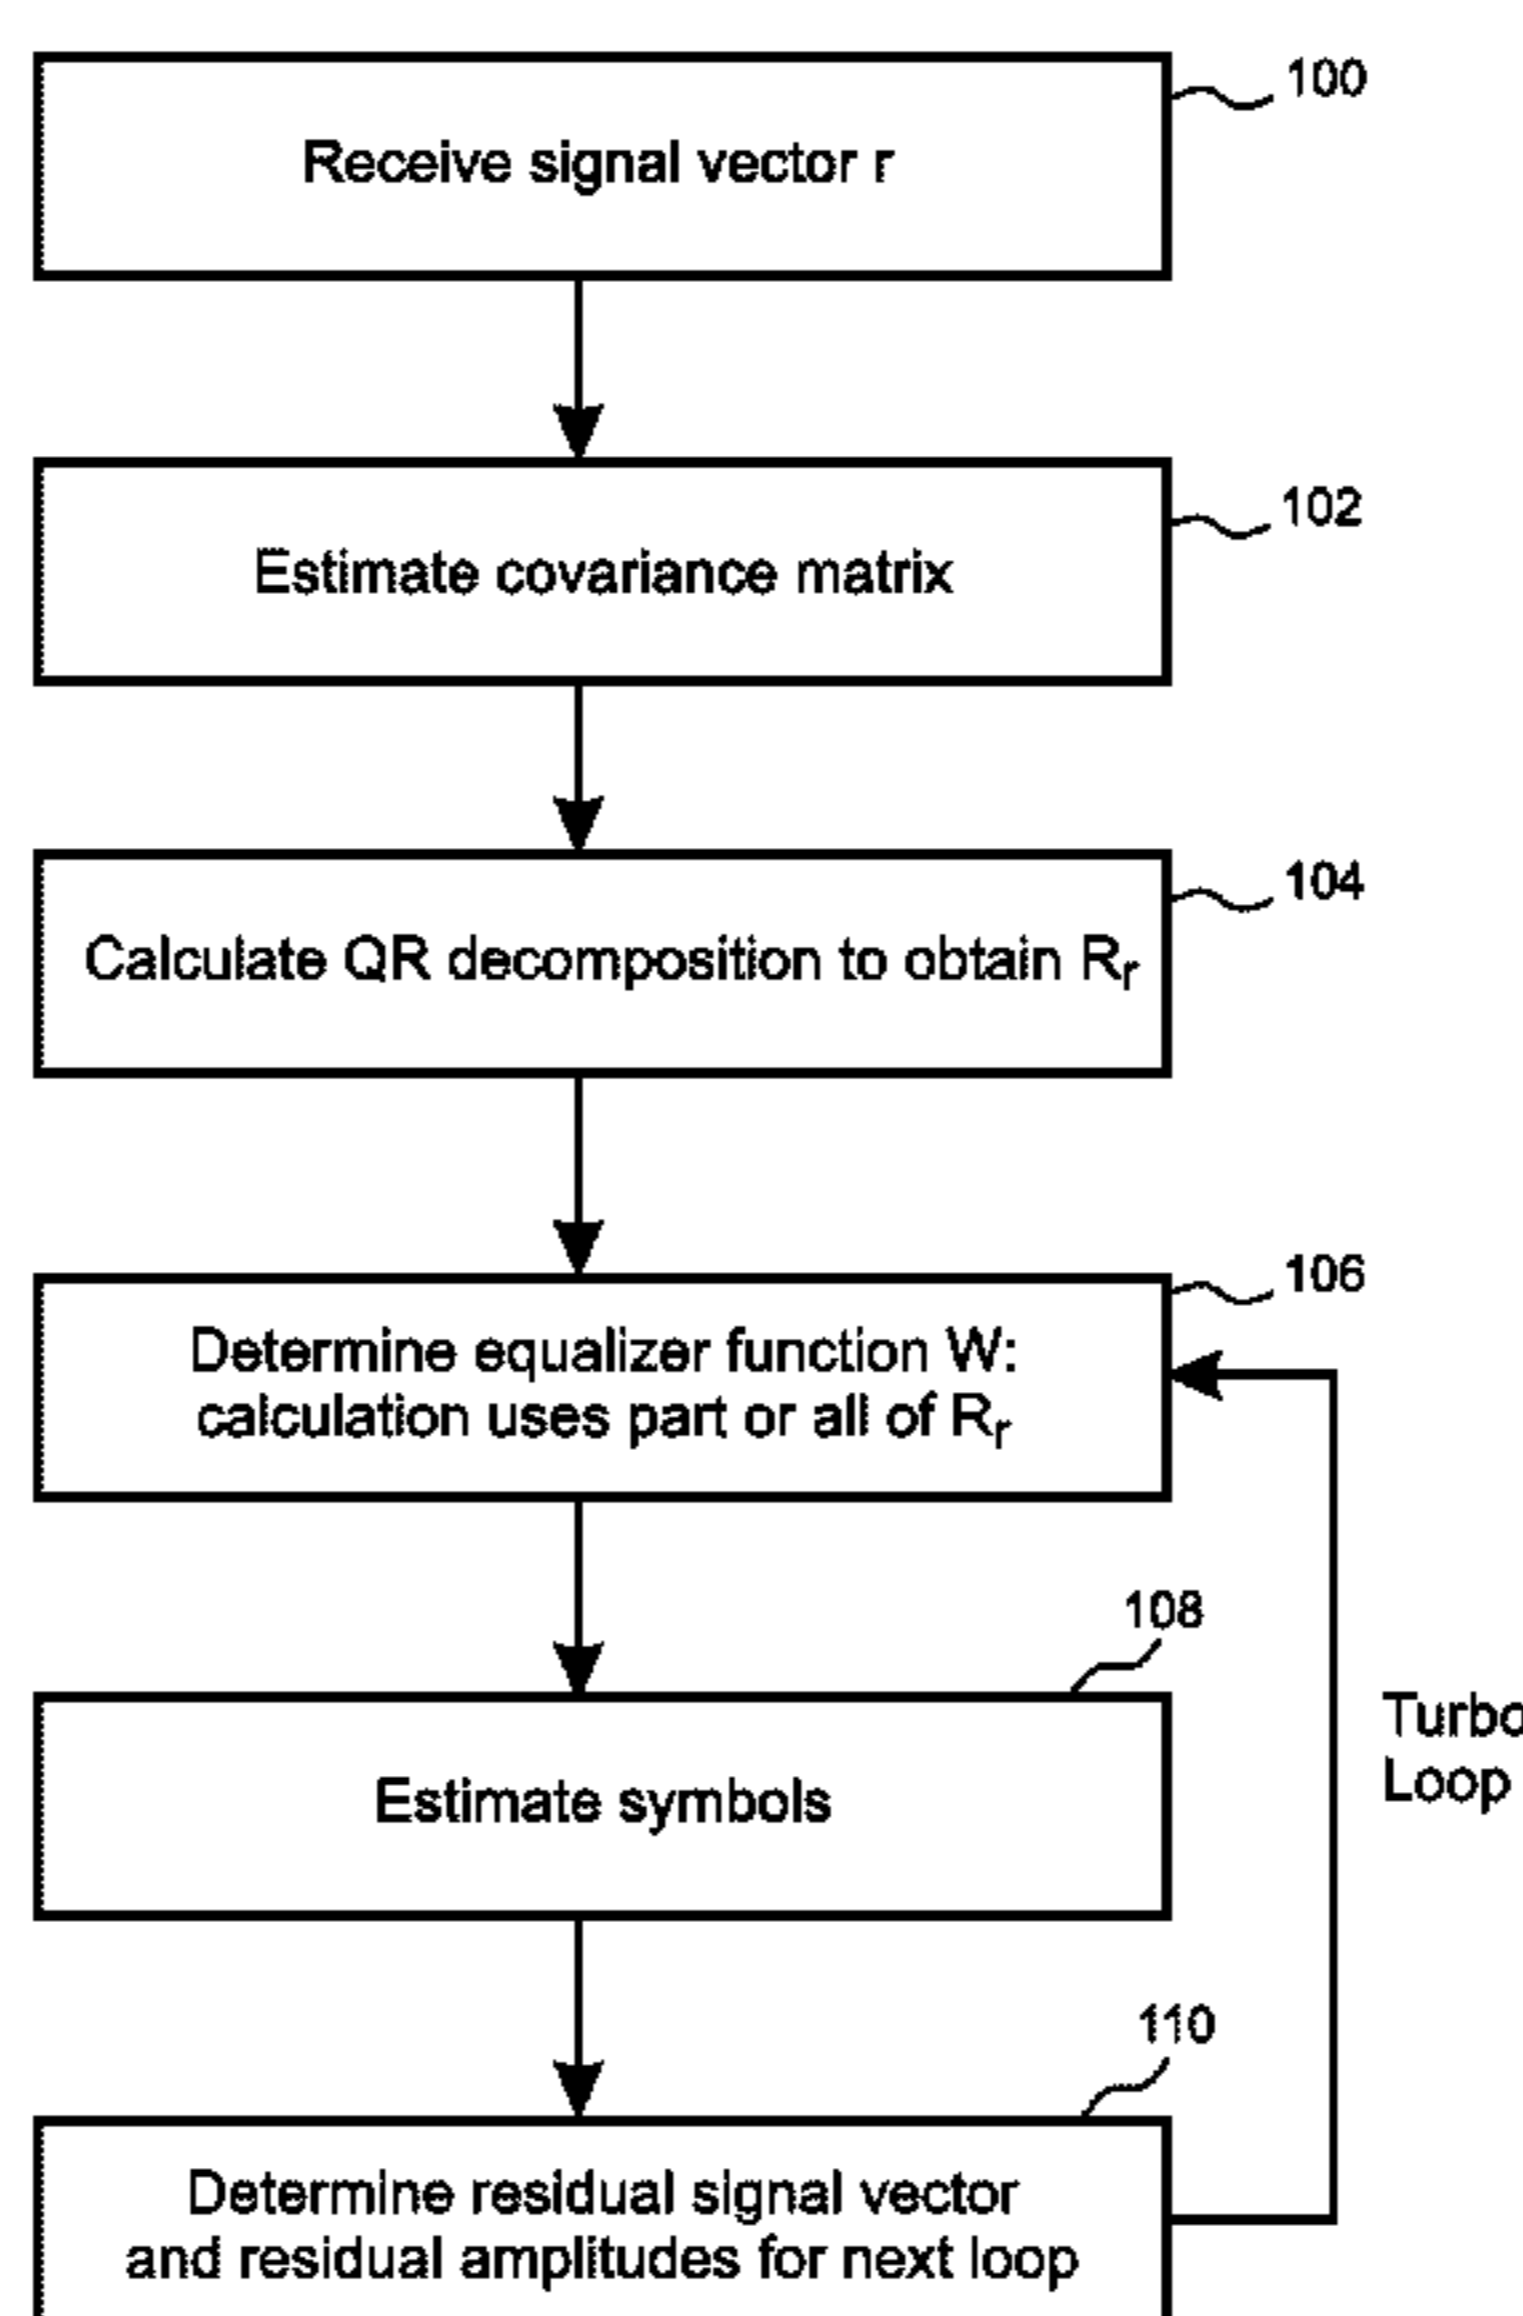 100
Receive signal vector r
102
Estimate covariance matrix
104
Calculate QR decomposition to obtain Rr
106
Determine equalizer function W:
calculation uses part or all of Rr
108
Estimate symbols
Turbo
Loop
110
Determine residual signal vector
and residual amplitudes for next loop